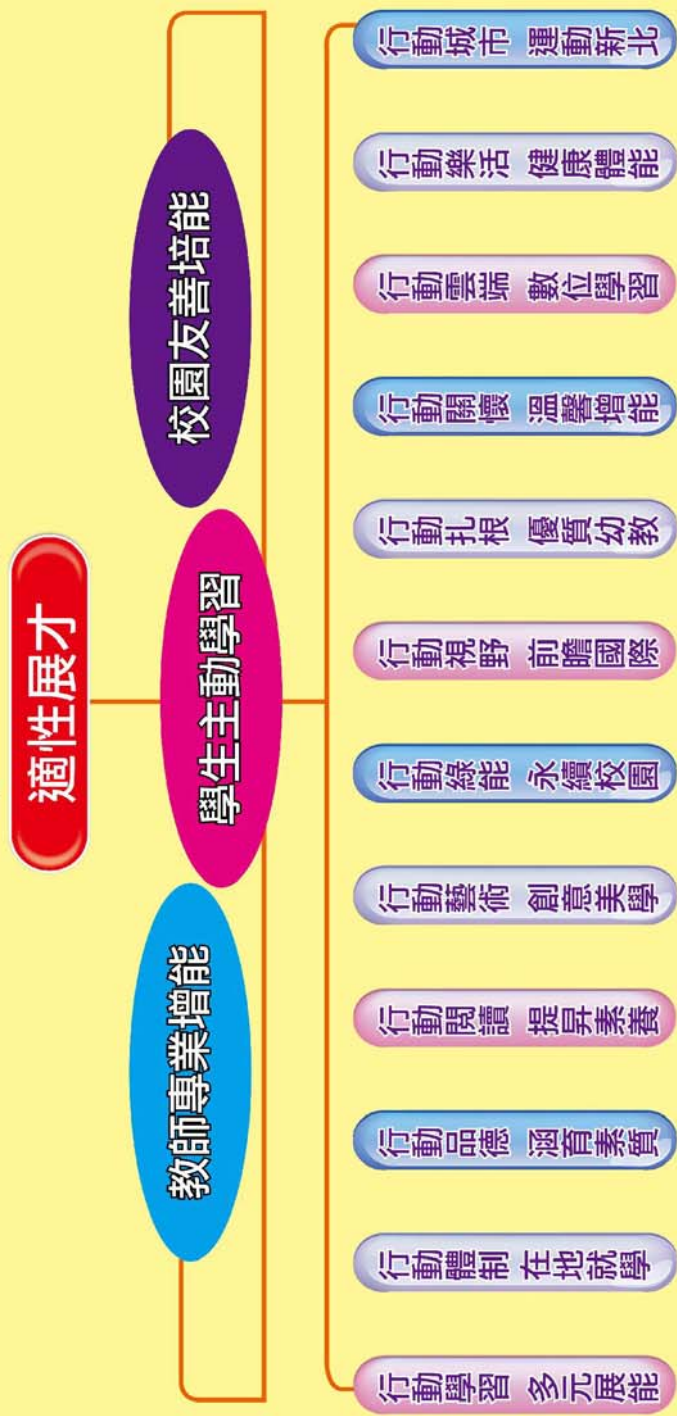 適性展才
教師專業增能
學生主動學習
校園友善培能
行動學習 多元展能
行動體制 在地就學
行動品德 涵育素質
行動閱讀 提昇素養
行動藝術 創意美學
行動綠能 永續校園
行動視野 前瞻國際
行動扎根 優質幼教
行動關懷 溫馨增能
行動雲端 數位學習
行動樂活 健康體能
行動城市 運動新北